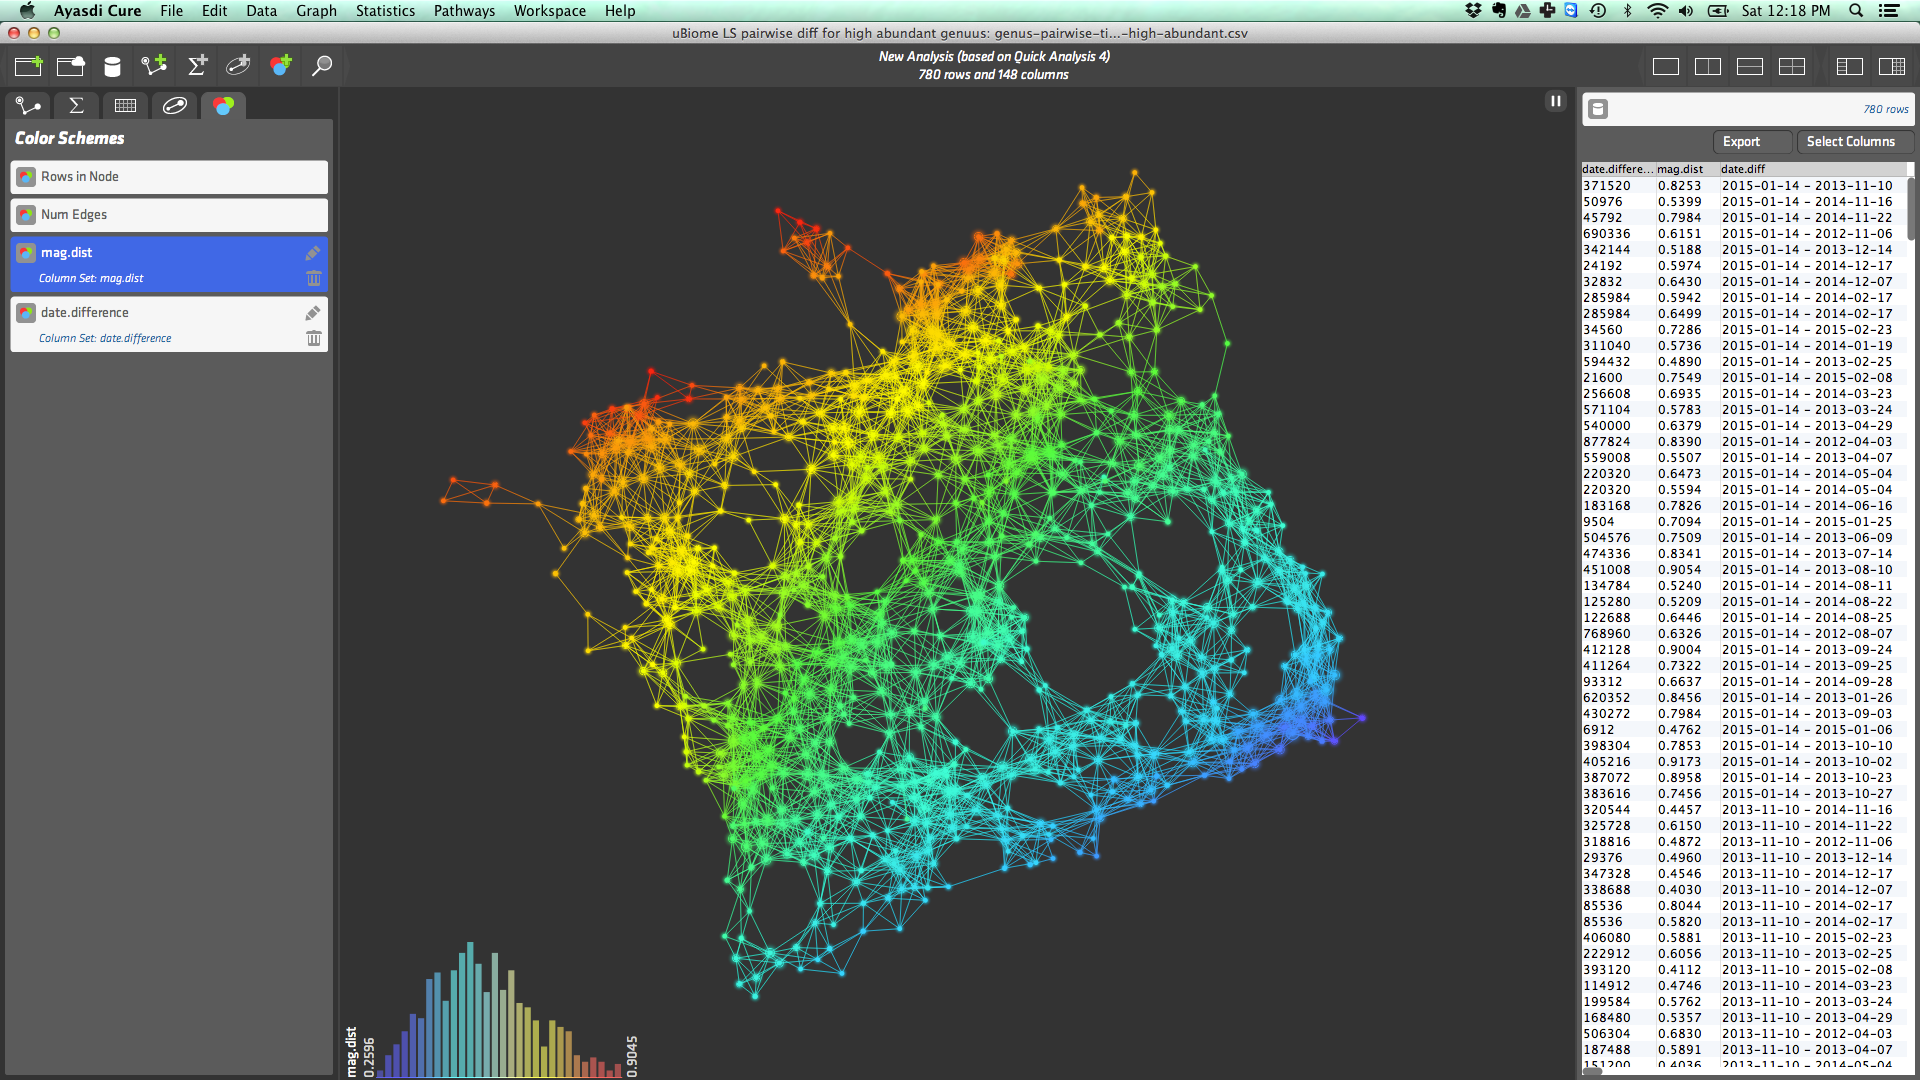 Ayasdi Cure File Edit Data Graph Statistics Pathways Workspace Help Sat 12:18 PM
uBiome LS pairwise diff for high abundant genuus: genus-pairwise-ti...-high-abundant.csv
New Analysis (based on Quick Analysis 4)
780 rows and 148 columns
Color Schemes
Rows in Node
Num Edges
mag.dist
Column Set: mag.dist
date.difference
Column Set: date.difference
mag.dist
0.2596
0.9045
780 rows
Export Select Columns
date.differe... mag.dist date.diff
371520 0.8253 2015-01-14 - 2013-11-10
50976 0.5399 2015-01-14 - 2014-11-16
45792 0.7984 2015-01-14 - 2014-11-22
690336 0.6151 2015-01-14 - 2012-11-06
342144 0.5188 2015-01-14 - 2013-12-14
24192 0.5974 2015-01-14 - 2014-12-17
32832 0.6430 2015-01-14 - 2014-12-07
285984 0.5942 2015-01-14 - 2014-02-17
285984 0.6499 2015-01-14 - 2014-02-17
34560 0.7286 2015-01-14 - 2015-02-23
311040 0.5736 2015-01-14 - 2014-01-19
594432 0.4890 2015-01-14 - 2013-02-25
21600 0.7549 2015-01-14 - 2015-02-08
256608 0.6935 2015-01-14 - 2014-03-23
571104 0.5783 2015-01-14 - 2013-03-24
540000 0.6379 2015-01-14 - 2013-04-29
877824 0.8390 2015-01-14 - 2012-04-03
559008 0.5507 2015-01-14 - 2013-04-07
220320 0.6473 2015-01-14 - 2014-05-04
220320 0.5594 2015-01-14 - 2014-05-04
183168 0.7826 2015-01-14 - 2014-06-16
9504 0.7094 2015-01-14 - 2015-01-25
504576 0.7509 2015-01-14 - 2013-06-09
474336 0.8341 2015-01-14 - 2013-07-14
451008 0.9054 2015-01-14 - 2013-08-10
134784 0.5240 2015-01-14 - 2014-08-11
125280 0.5209 2015-01-14 - 2014-08-22
122688 0.6446 2015-01-14 - 2014-08-25
768960 0.6326 2015-01-14 - 2012-08-07
412128 0.9004 2015-01-14 - 2013-09-24
411264 0.7322 2015-01-14 - 2013-09-25
93312 0.6637 2015-01-14 - 2014-09-28
620352 0.8456 2015-01-14 - 2013-01-26
430272 0.7984 2015-01-14 - 2013-09-03
6912 0.4762 2015-01-14 - 2015-01-06
398304 0.7853 2015-01-14 - 2013-10-10
405216 0.9173 2015-01-14 - 2013-10-02
387072 0.8958 2015-01-14 - 2013-10-23
383616 0.7456 2015-01-14 - 2013-10-27
320544 0.4457 2013-11-10 - 2014-11-16
325728 0.6150 2013-11-10 - 2014-11-22
318816 0.4872 2013-11-10 - 2012-11-06
29376 0.4960 2013-11-10 - 2013-12-14
347328 0.4546 2013-11-10 - 2014-12-17
338688 0.4030 2013-11-10 - 2014-12-07
85536 0.8044 2013-11-10 - 2014-02-17
85536 0.5820 2013-11-10 - 2014-02-17
406080 0.5881 2013-11-10 - 2015-02-23
222912 0.6056 2013-11-10 - 2013-02-25
393120 0.4112 2013-11-10 - 2015-02-08
114912 0.4746 2013-11-10 - 2014-03-23
199584 0.5762 2013-11-10 - 2013-03-24
168480 0.5357 2013-11-10 - 2013-04-29
506304 0.6830 2013-11-10 - 2012-04-03
187488 0.5891 2013-11-10 - 2013-04-07
151200 0.4036 2013-11-10 - 2014-05-04